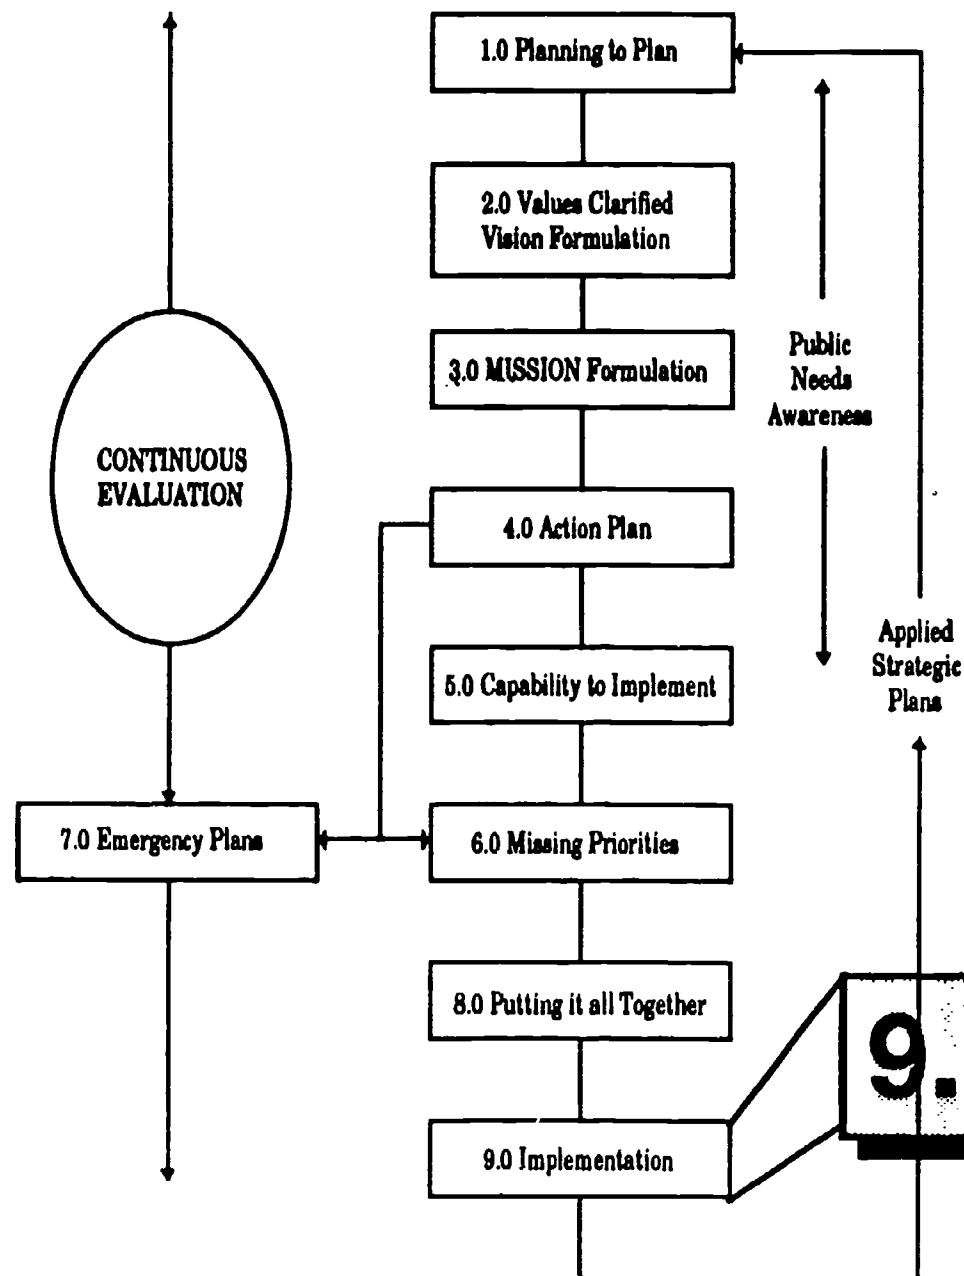 1.0 Planning to Plan
2.0 Values Clarified
Vision Formulation
3.0 MISSION Formulation
Public
Needs
Awareness
CONTINUOUS
EVALUATION
4.0 Action Plan
5.0 Capability to Implement
Applied
Strategic
Plans
7.0 Emergency Plans
6.0 Missing Priorities
8.0 Putting it all Together
9.
9.0 Implementation